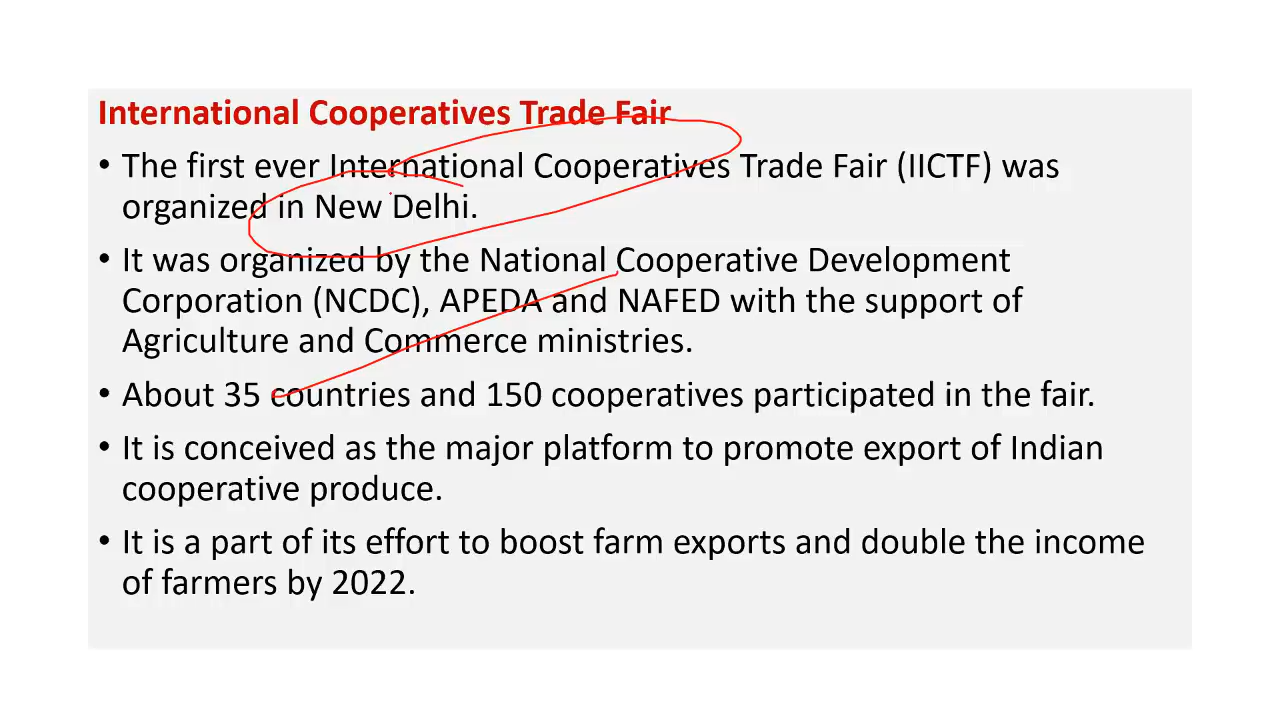 International Cooperatives Trade Fair
• The first ever International Cooperatives Trade Fair (IICTF) was
organized in New Delhi.
• It was organized by the National Cooperative Development
Corporation (NCDC), APEDA and NAFED with the support of
Agriculture and Commerce ministries.
• About 35 countries and 150 cooperatives participated in the fair.
• It is conceived as the major platform to promote export of Indian
cooperative produce.
• It is a part of its effort to boost farm exports and double the income
of farmers by 2022.